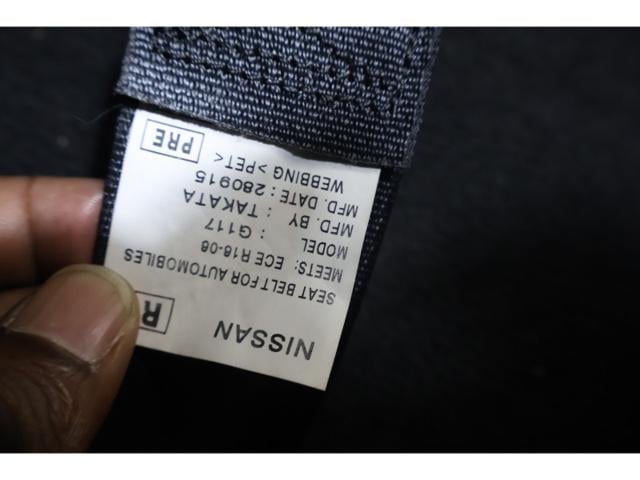 NISSAN R
SEAT BELT FOR AUTOMOBILES
MEETS: ECE R16-06
MODEL : G117
MFD. BY : TAKATA
MFD. DATE : 280915
WEBBING >PET<
PRE